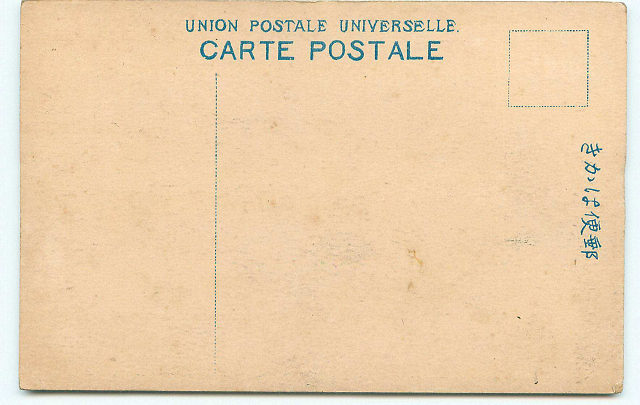 UNION POSTALE UNIVERSELLE.
CARTE POSTALE
きかは便郵